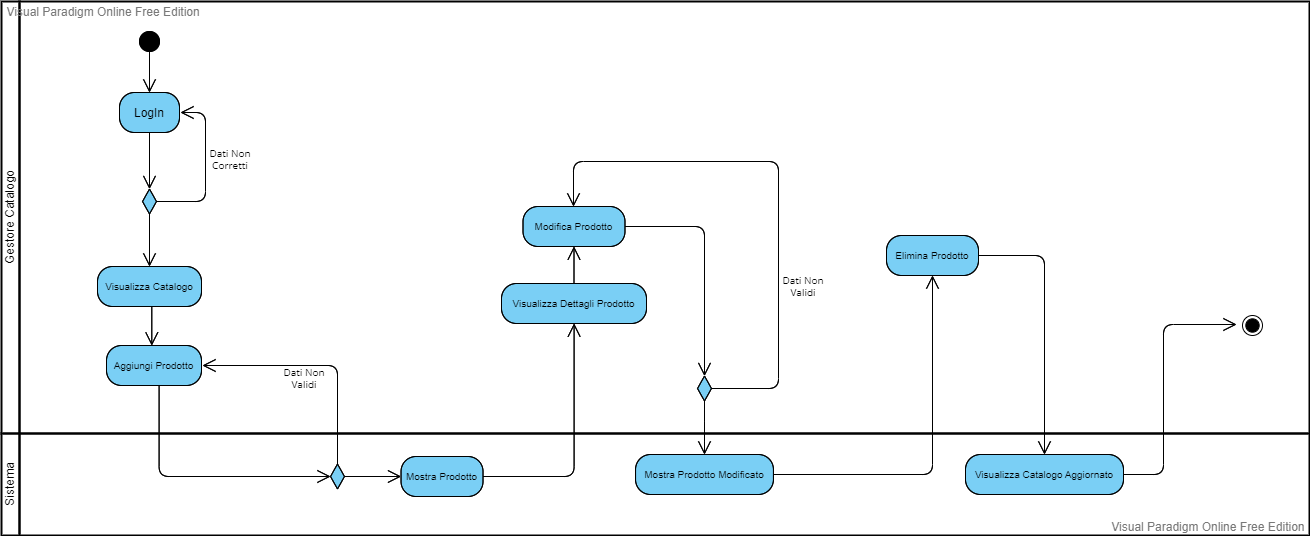 Visual Paradigm Online Free Edition
Gestore Catalogo
LogIn
Dati Non
Corretti
Visualizza Catalogo
Aggiungi Prodotto
Dati Non
Validi
Modifica Prodotto
Visualizza Dettagli Prodotto
Dati Non
Validi
Elimina Prodotto
Sistema
Mostra Prodotto
Mostra Prodotto Modificato
Visualizza Catalogo Aggiornato
Visual Paradigm Online Free Edition